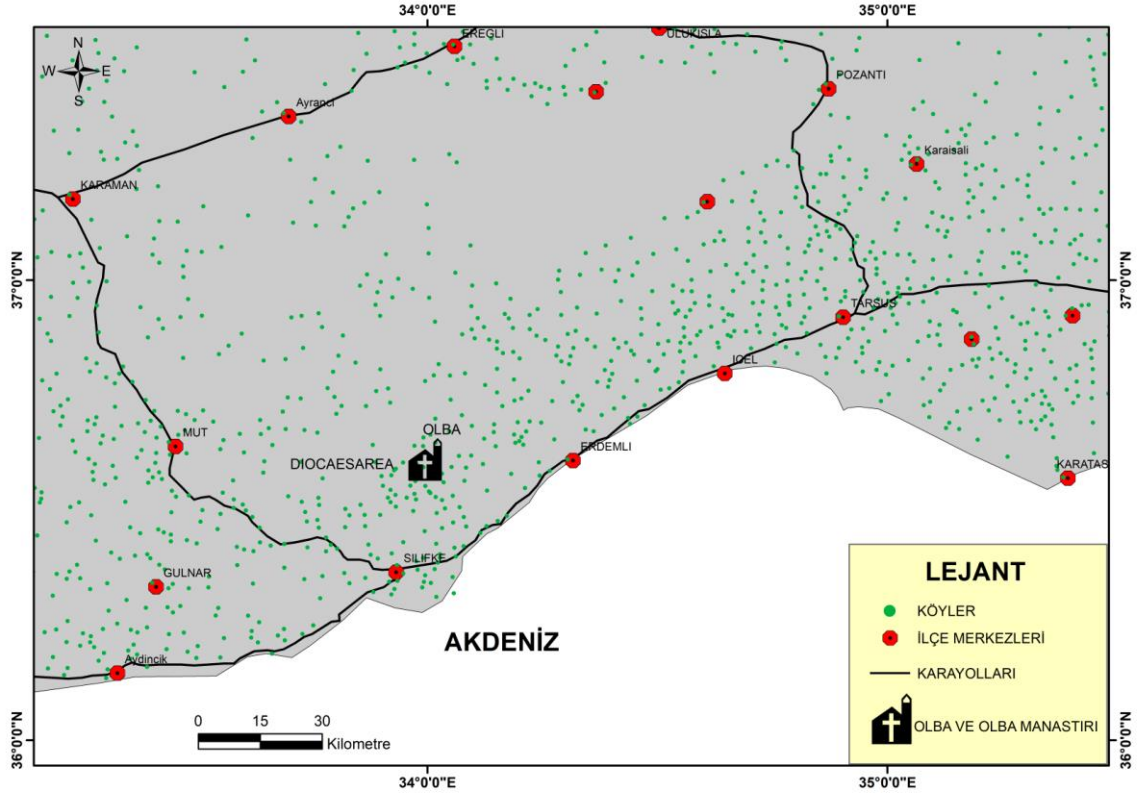 34°0'0"E
35°0'0"E
N
W
E
S
EREGLI
ULUKISLA
POZANTI
Ayranci
Karaisali
KARAMAN
37°0'0"N
37°0'0"N
TARSUS
ICEL
MUT
OLBA
DIOCAESAREA
ERDEMLI
KARATAS
SILIFKE
GULNAR
AKDENİZ
Aydincik
LEJANT
KÖYLER
İLÇE MERKEZLERİ
KARAYOLLARI
OLBA VE OLBA MANASTIRI
0 15 30
Kilometre
36°0'0"N
36°0'0"N
34°0'0"E
35°0'0"E